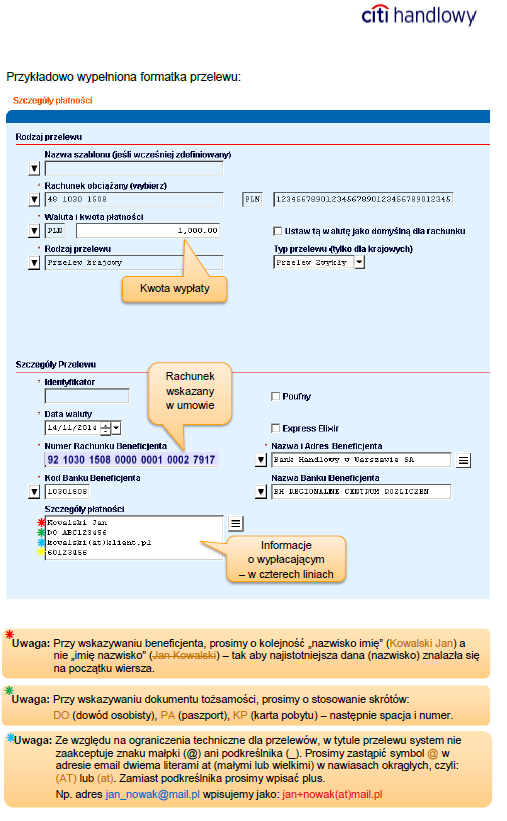 citi handlowy
Przykładowo wypełniona formatka przelewu:
Szczegóły płatności
Rodzaj przelewu
Nazwa szablonu (jeśli wcześniej zdefiniowany)
* Rachunek obciążany (wybierz)
48 1030 1508 PLN 12345678901234567890123456789012345
* Waluta i kwota płatności
PLN 1,000.00 Ustaw tą walutę jako domyślną dla rachunku
* Rodzaj przelewu Typ przelewu (tylko dla krajowych)
Przelew krajowy Przelew Zwykły
Kwota wypłaty
Szczegóły Przelewu
* Identyfikator
Poufny
Rachunek
wskazany
w umowie
* Data waluty
14/11/2014 Express Elixir
* Numer Rachunku Beneficjenta * Nazwa i Adres Beneficjenta
92 1030 1508 0000 0001 0002 7917 Bank Handlowy w Warszawie SA
* Kod Banku Beneficjenta Nazwa Banku Beneficjenta
10301508 BH REGIONALNE CENTRUM ROZLICZEN
Szczegóły płatności
Kowalski Jan
DO ABC123456
kowalski(at)klient.pl
60123456
Informacje
o wypłacającym
– w czterech liniach
Uwaga: Przy wskazywaniu beneficjenta, prosimy o kolejność „nazwisko imię” (Kowalski Jan) a
nie „imię nazwisko” (Jan Kowalski) – tak aby najistotniejsza dana (nazwisko) znalazła się
na początku wiersza.
Uwaga: Przy wskazywaniu dokumentu tożsamości, prosimy o stosowanie skrótów:
DO (dowód osobisty), PA (paszport), KP (karta pobytu) – następnie spacja i numer.
Uwaga: Ze względu na ograniczenia techniczne dla przelewów, w tytule przelewu system nie
zaakceptuje znaku małpki (@) ani podkreślnika (_). Prosimy zastąpić symbol @ w
adresie email dwiema literami at (małymi lub wielkimi) w nawiasach okrągłych, czyli:
(AT) lub (at). Zamiast podkreślnika prosimy wpisać plus.
Np. adres jan_nowak@mail.pl wpisujemy jako: jan+nowak(at)mail.pl